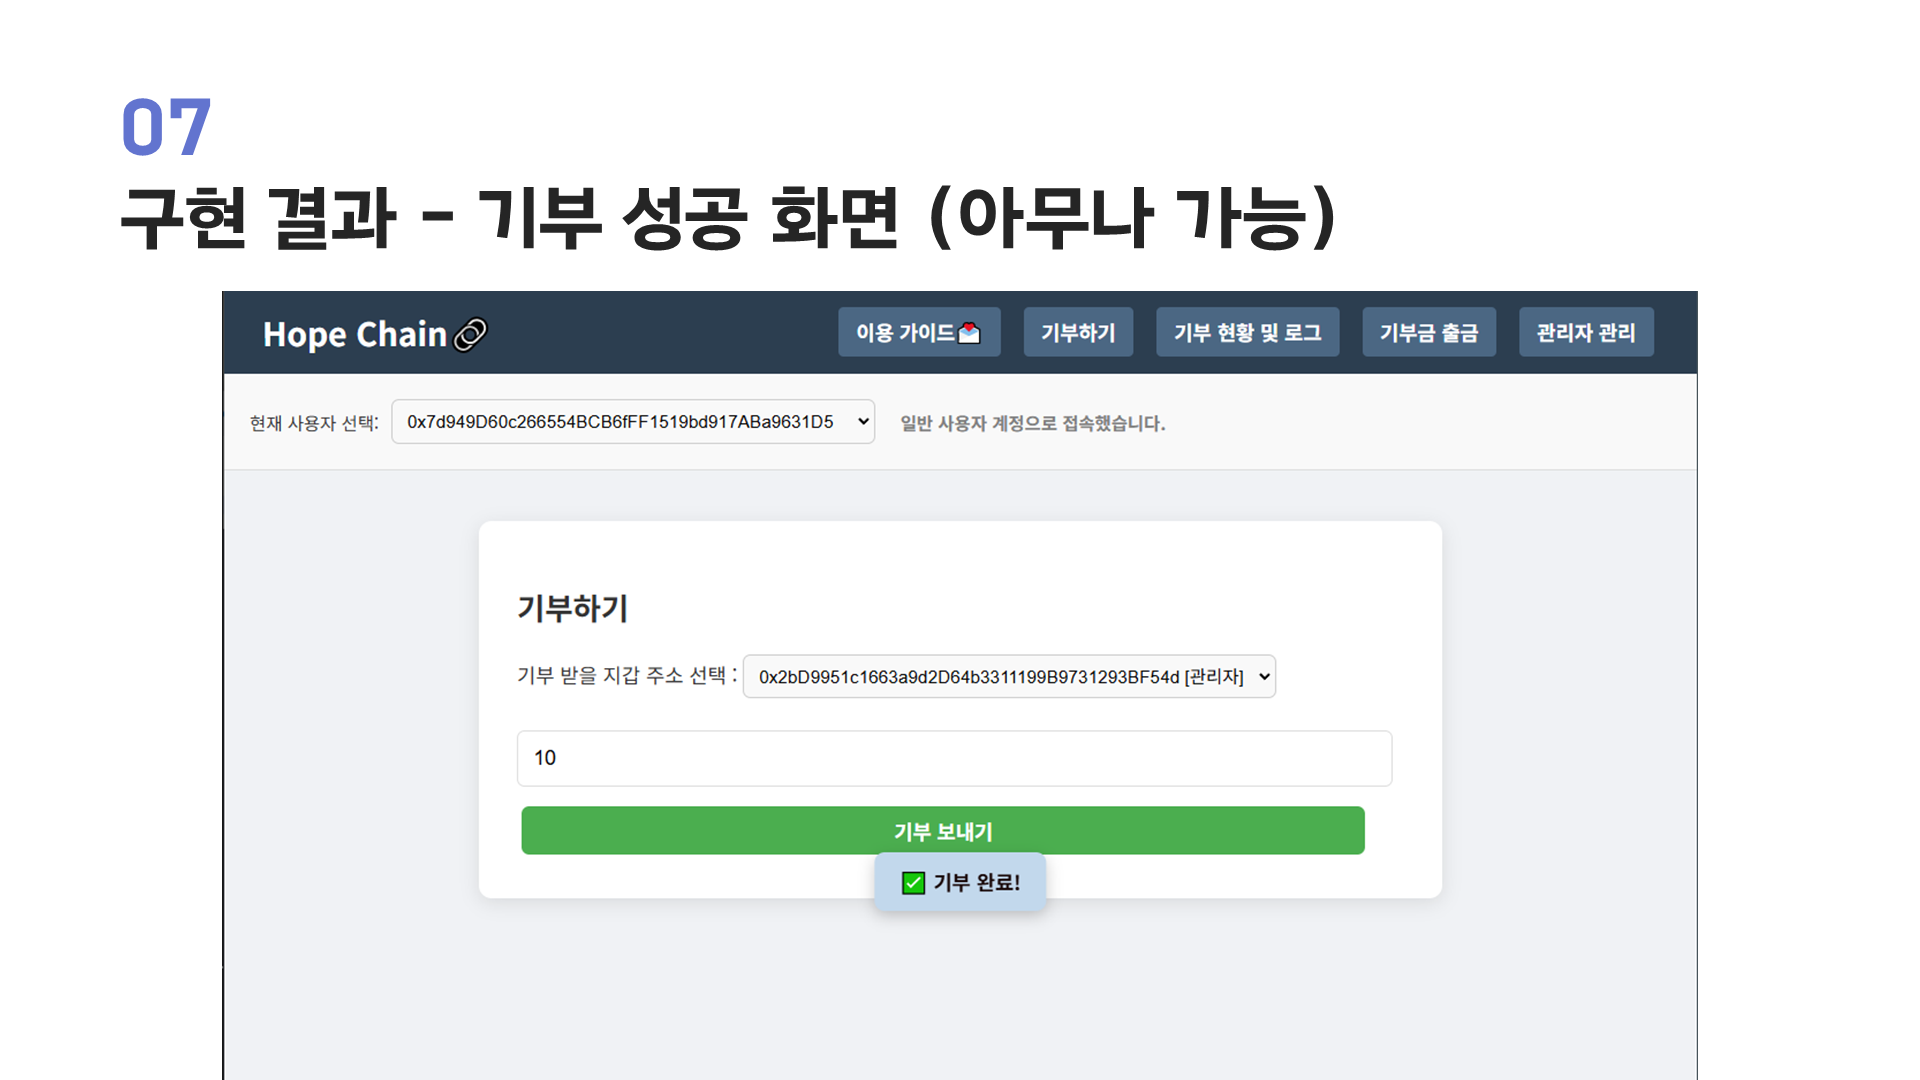 07
구현 결과 - 기부 성공 화면 (아무나 가능)
Hope Chain🔗 이용 가이드💌 기부하기 기부 현황 및 로그 기부금 출금 관리자 관리
현재 사용자 선택: 0x7d949D60c266554BCB6fFF1519bd917ABa9631D5 일반 사용자 계정으로 접속했습니다.
기부하기
기부 받을 지갑 주소 선택 : 0x2bD9951c1663a9d2D64b3311199B9731293BF54d [관리자]
10
기부 보내기
✅ 기부 완료!